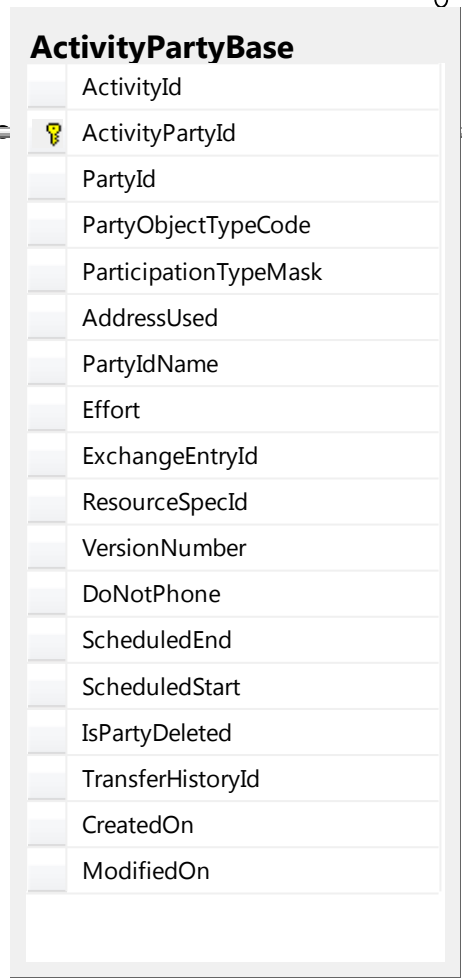 ActivityPartyBase
ActivityId
ActivityPartyId
PartyId
PartyObjectTypeCode
ParticipationTypeMask
AddressUsed
PartyIdName
Effort
ExchangeEntryId
ResourceSpecId
VersionNumber
DoNotPhone
ScheduledEnd
ScheduledStart
IsPartyDeleted
TransferHistoryId
CreatedOn
ModifiedOn